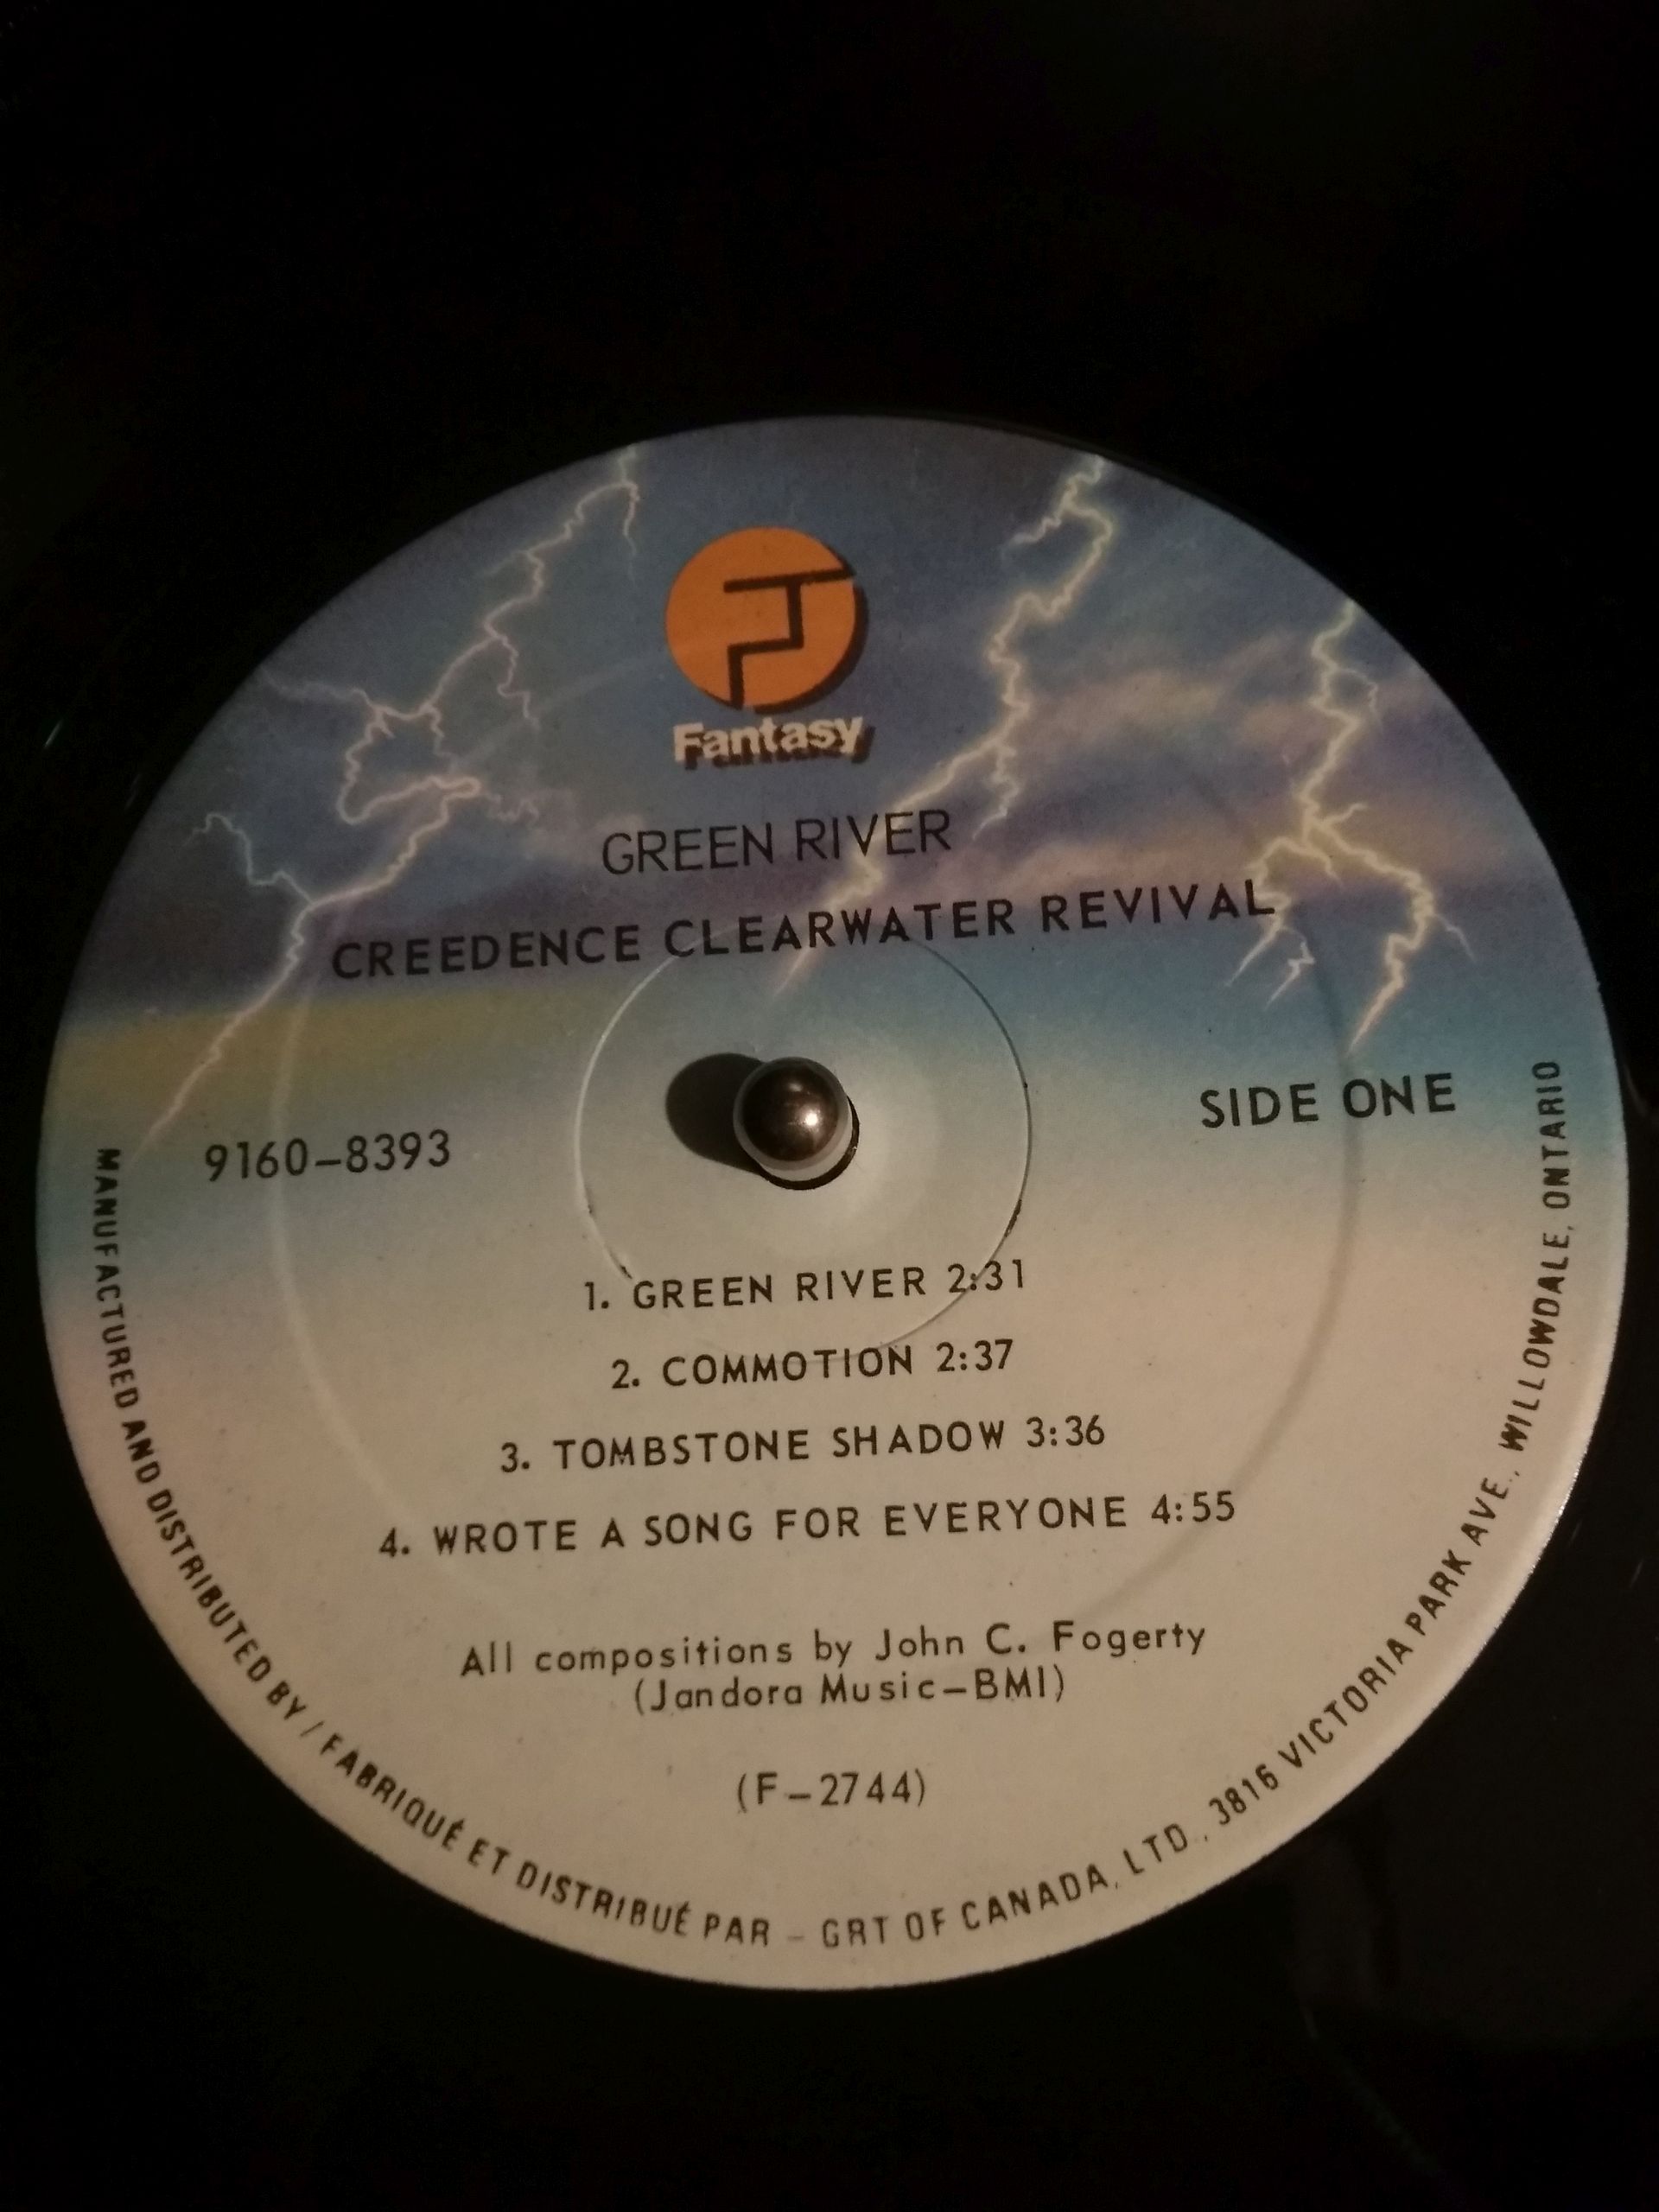 Fantasy
GREEN RIVER
CREEDENCE CLEARWATER REVIVAL
9160-8393
SIDE ONE
1. GREEN RIVER 2:31
2. COMMOTION 2:37
3. TOMBSTONE SHADOW 3:36
4. WROTE A SONG FOR EVERYONE 4:55
All compositions by John C. Fogerty
(Jandora Music-BMI)
(F-2744)
MANUFACTURED AND DISTRIBUTED BY / FABRIQUÉ ET DISTRIBUÉ PAR - GRT OF CANADA, LTD., 3816 VICTORIA PARK AVE., WILLOWDALE, ONTARIO